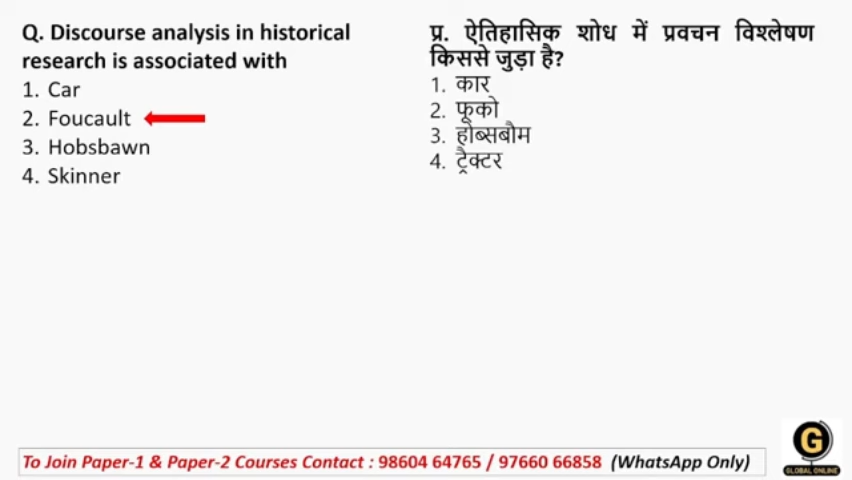 Q. Discourse analysis in historical
research is associated with
1. Car
2. Foucault
3. Hobsbawn
4. Skinner
प्र. ऐतिहासिक शोध में प्रवचन विश्लेषण
किससे जुड़ा है?
1. कार
2. फूको
3. होब्सबौम
4. ट्रैक्टर
G
GLOBAL ONLINE
To Join Paper-1 & Paper-2 Courses Contact : 98604 64765 / 97660 66858 (WhatsApp Only)